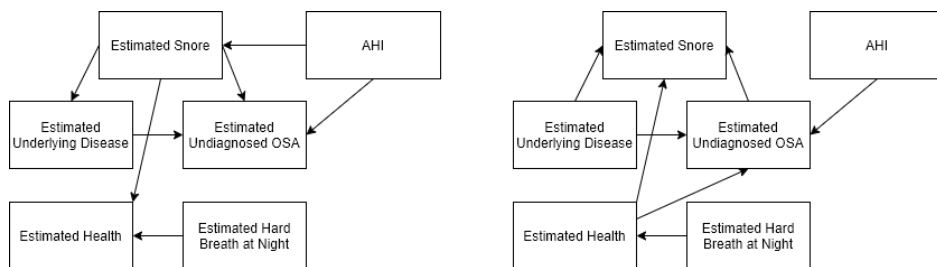 Estimated Snore
AHI
Estimated
Underlying Disease
Estimated
Undiagnosed OSA
Estimated Health
Estimated Hard
Breath at Night
Estimated Snore
AHI
Estimated
Underlying Disease
Estimated
Undiagnosed OSA
Estimated Health
Estimated Hard
Breath at Night